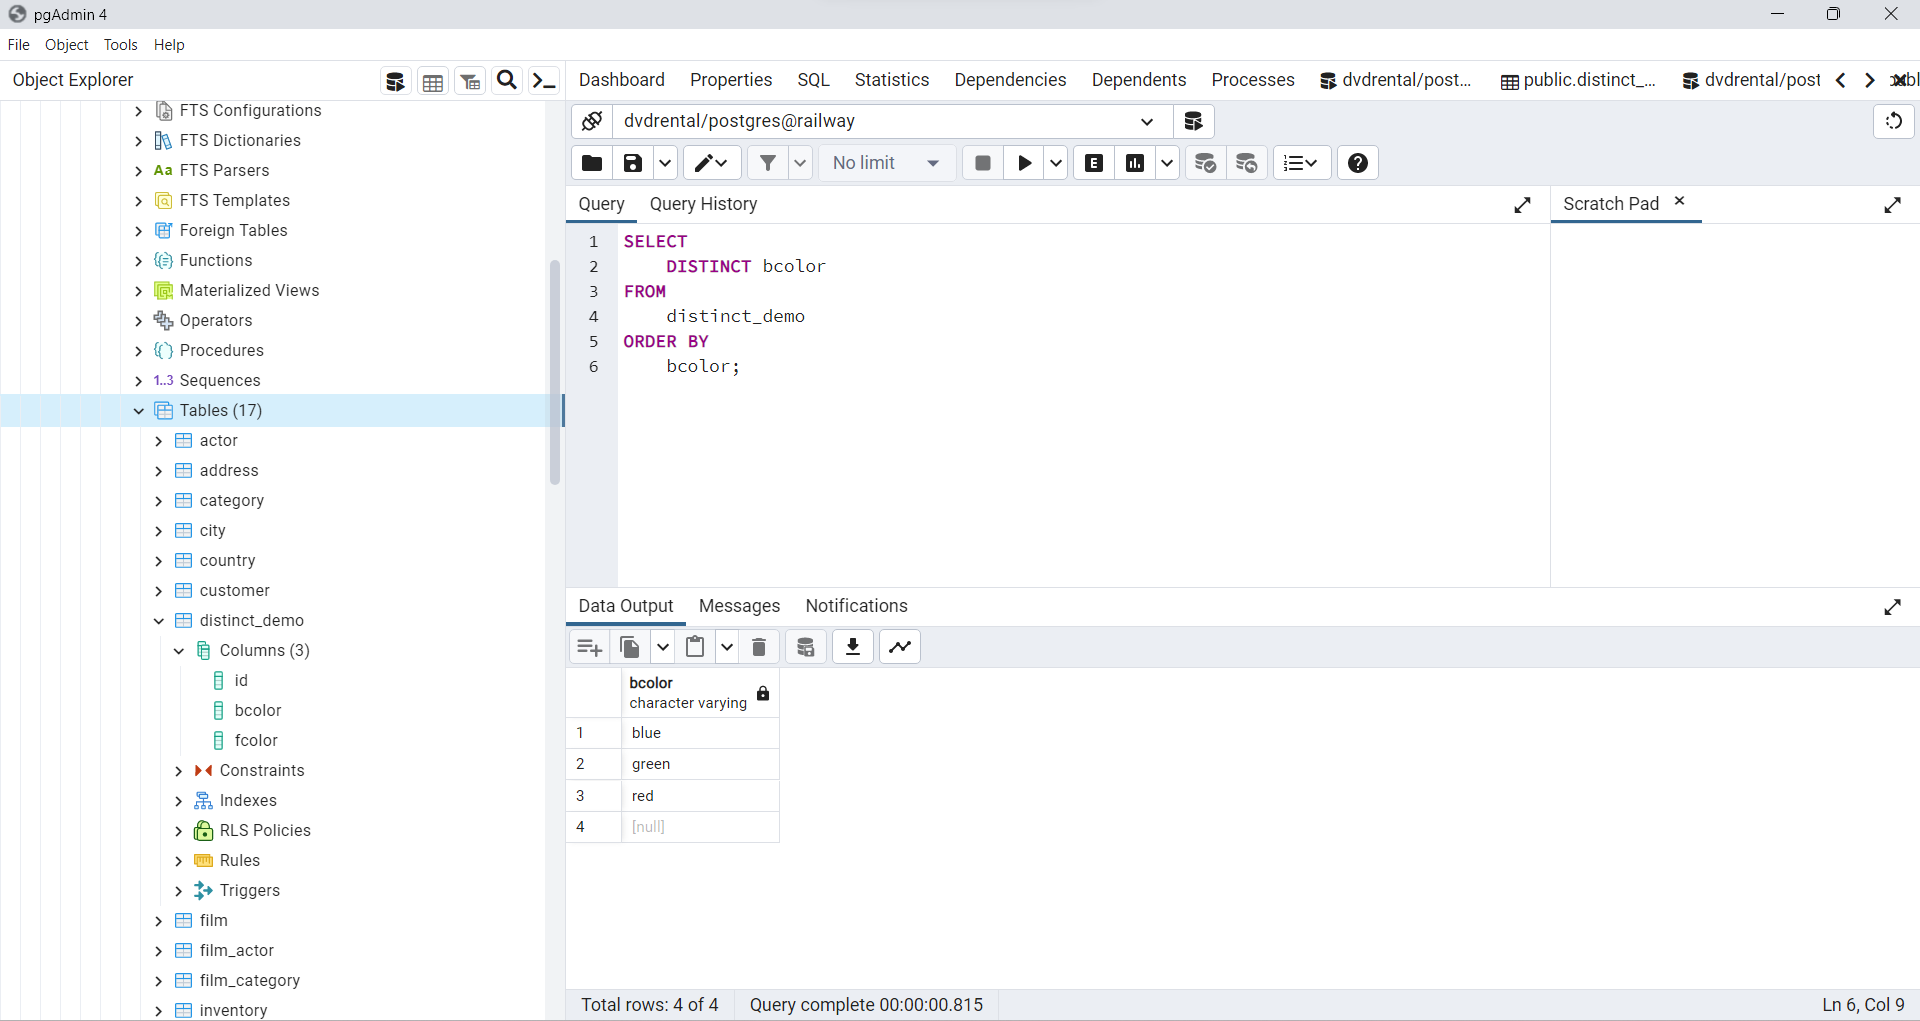 pgAdmin 4
File Object Tools Help
Object Explorer
Dashboard Properties SQL Statistics Dependencies Dependents Processes dvdrental/post... public.distinct_... dvdrental/post
FTS Configurations
FTS Dictionaries
Aa FTS Parsers
FTS Templates
Foreign Tables
Functions
Materialized Views
Operators
Procedures
1..3 Sequences
Tables (17)
actor
address
category
city
country
customer
distinct_demo
Columns (3)
id
bcolor
fcolor
Constraints
Indexes
RLS Policies
Rules
Triggers
film
film_actor
film_category
inventory
dvdrental/postgres@railway
No limit
E
Query Query History
Scratch Pad
1 SELECT
2 DISTINCT bcolor
3 FROM
4 distinct_demo
5 ORDER BY
6 bcolor;
Data Output Messages Notifications
bcolor
character varying
1 blue
2 green
3 red
4 [null]
Total rows: 4 of 4 Query complete 00:00:00.815 Ln 6, Col 9